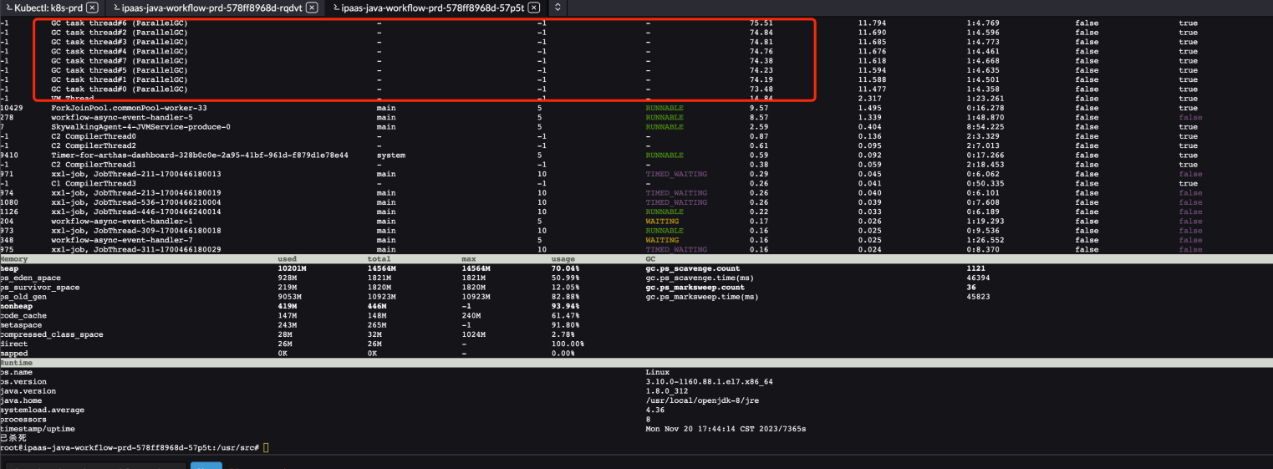 Kubectl: k8s-prd ipaas-java-workflow-prd-578ff8968d-rqdvt ipaas-java-workflow-prd-578ff8968d-57p5t
-1 GC task thread#6 (ParallelGC) - -1 - 75.51 11.794 1:4.769 false true
-1 GC task thread#2 (ParallelGC) - -1 - 74.84 11.690 1:4.596 false true
-1 GC task thread#3 (ParallelGC) - -1 - 74.81 11.685 1:4.773 false true
-1 GC task thread#4 (ParallelGC) - -1 - 74.76 11.676 1:4.461 false true
-1 GC task thread#7 (ParallelGC) - -1 - 74.38 11.618 1:4.668 false true
-1 GC task thread#5 (ParallelGC) - -1 - 74.23 11.594 1:4.635 false true
-1 GC task thread#1 (ParallelGC) - -1 - 74.19 11.588 1:4.501 false true
-1 GC task thread#0 (ParallelGC) - -1 - 73.48 11.477 1:4.358 false true
-1 VM Thread - -1 - 14.84 2.317 1:23.261 false true
10429 ForkJoinPool.commonPool-worker-33 main 5 RUNNABLE 9.57 1.495 0:16.278 false true
278 workflow-async-event-handler-5 main 5 RUNNABLE 8.57 1.339 1:48.870 false false
7 SkywalkingAgent-4-JVMService-produce-0 main 5 RUNNABLE 2.59 0.404 8:54.225 false true
-1 C2 CompilerThread0 - -1 - 0.87 0.136 2:3.329 false true
-1 C2 CompilerThread2 - -1 - 0.61 0.095 2:7.013 false true
9410 Timer-for-arthas-dashboard-328b0c0e-2a95-41bf-961d-f879d1e78e44 system 5 RUNNABLE 0.59 0.092 0:17.266 false true
-1 C2 CompilerThread1 - -1 - 0.38 0.059 2:18.453 false true
971 xxl-job, JobThread-211-1700466180013 main 10 TIMED_WAITING 0.29 0.045 0:6.062 false false
-1 C1 CompilerThread3 - -1 - 0.26 0.041 0:50.335 false true
974 xxl-job, JobThread-213-1700466180019 main 10 TIMED_WAITING 0.26 0.040 0:6.101 false false
1080 xxl-job, JobThread-536-1700466210004 main 10 TIMED_WAITING 0.26 0.039 0:7.608 false false
1126 xxl-job, JobThread-446-1700466240014 main 10 RUNNABLE 0.22 0.033 0:6.189 false false
204 workflow-async-event-handler-1 main 5 WAITING 0.17 0.026 1:19.293 false false
973 xxl-job, JobThread-309-1700466180018 main 10 RUNNABLE 0.16 0.025 0:9.536 false false
348 workflow-async-event-handler-7 main 5 WAITING 0.16 0.025 1:26.552 false false
975 xxl-job, JobThread-311-1700466180029 main 10 TIMED_WAITING 0.16 0.024 0:8.370 false false
Memory used total max usage GC
heap 10201M 14564M 14564M 70.04% gc.ps_scavenge.count 1121
ps_eden_space 928M 1821M 1821M 50.99% gc.ps_scavenge.time(ms) 46394
ps_survivor_space 219M 1820M 1820M 12.05% gc.ps_marksweep.count 36
ps_old_gen 9053M 10923M 10923M 82.88% gc.ps_marksweep.time(ms) 45823
nonheap 419M 446M -1 93.94%
code_cache 147M 148M 240M 61.47%
metaspace 243M 265M -1 91.80%
compressed_class_space 28M 32M 1024M 2.78%
direct 26M 26M - 100.00%
mapped 0K 0K - 0.00%
Runtime
os.name Linux
os.version 3.10.0-1160.88.1.el7.x86_64
java.version 1.8.0_312
java.home /usr/local/openjdk-8/jre
systemload.average 4.36
processors 8
timestamp/uptime Mon Nov 20 17:44:14 CST 2023/7365s
已杀死
root@ipaas-java-workflow-prd-578ff8968d-57p5t:/usr/src#